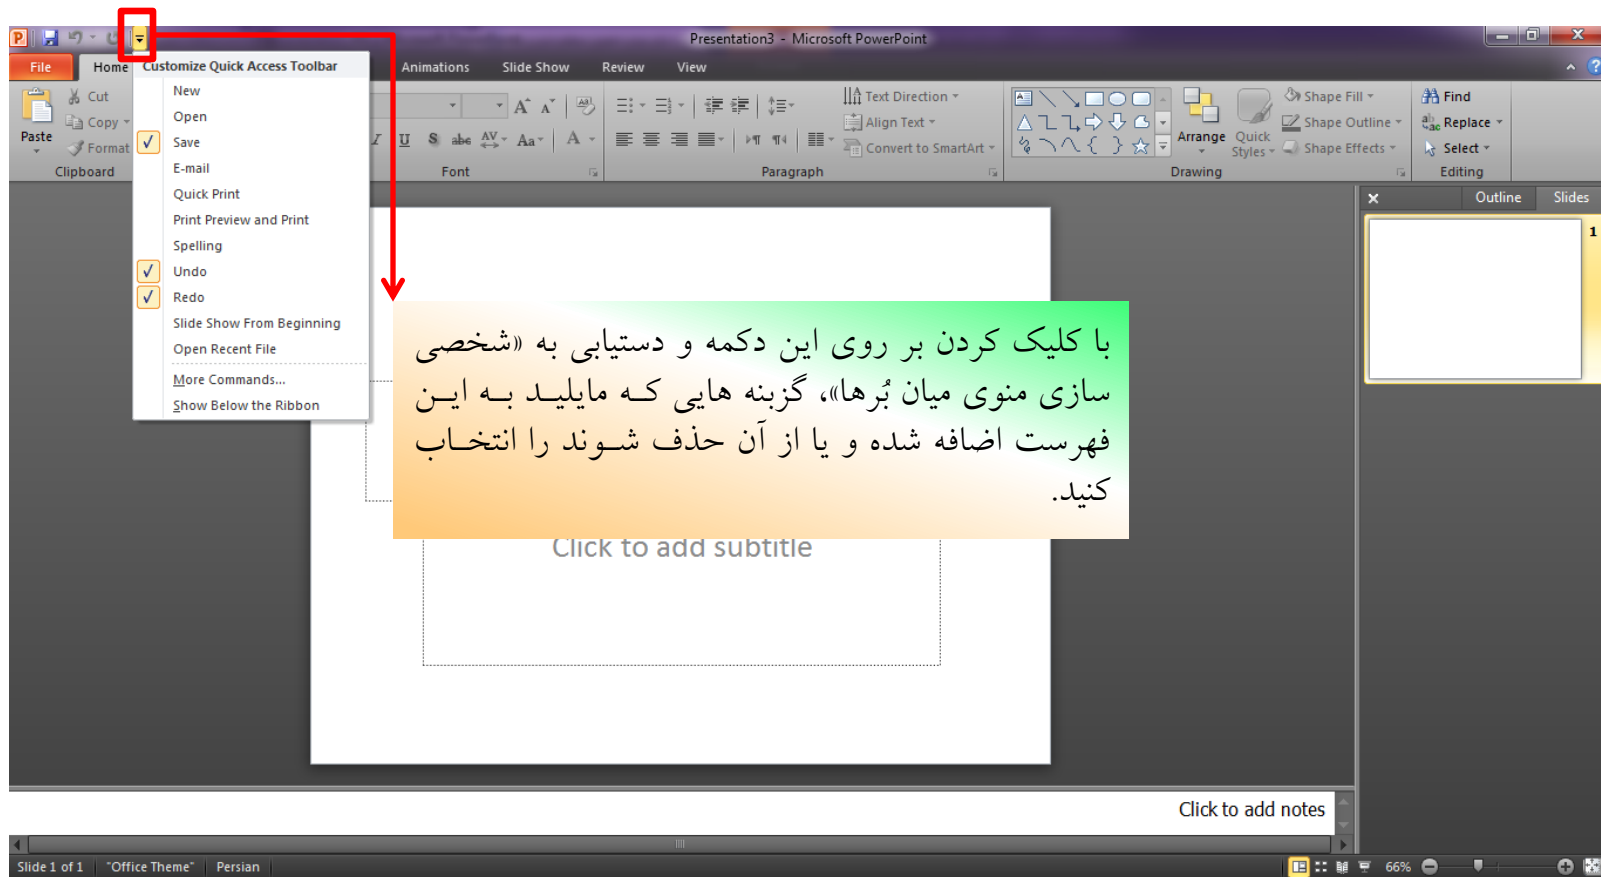 Presentation3 - Microsoft PowerPoint
File Home Animations Slide Show Review View
Customize Quick Access Toolbar
New
Open
Save
E-mail
Quick Print
Print Preview and Print
Spelling
Undo
Redo
Slide Show From Beginning
Open Recent File
More Commands...
Show Below the Ribbon
Paste
Cut
Copy
Format
Clipboard
Font
Text Direction
Align Text
Convert to SmartArt
Paragraph
Arrange
Quick Styles
Shape Fill
Shape Outline
Shape Effects
Drawing
Find
Replace
Select
Editing
Outline Slides
1
با کلیک کردن بر روی این دکمه و دستیابی به «شخصی
سازی منوی میان بُرها»، گزبنه هایی که مایلید به این
فهرست اضافه شده و یا از آن حذف شوند را انتخاب
کنید.
Click to add subtitle
Click to add notes
Slide 1 of 1 "Office Theme" Persian 66%